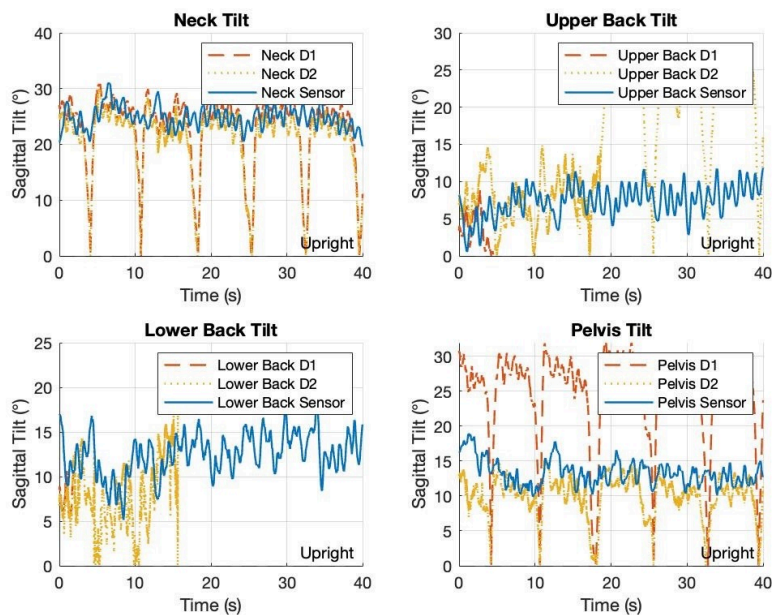 Neck Tilt
40
30
20
10
0
Sagittal Tilt (°)
Neck D1
Neck D2
Neck Sensor
Upright
0 10 20 30 40
Time (s)
Upper Back Tilt
30
25
20
15
10
5
0
Sagittal Tilt (°)
Upper Back D1
Upper Back D2
Upper Back Sensor
Upright
0 10 20 30 40
Time (s)
Lower Back Tilt
25
20
15
10
5
0
Sagittal Tilt (°)
Lower Back D1
Lower Back D2
Lower Back Sensor
Upright
0 10 20 30 40
Time (s)
Pelvis Tilt
30
25
20
15
10
5
0
Sagittal Tilt (°)
Pelvis D1
Pelvis D2
Pelvis Sensor
Upright
0 10 20 30 40
Time (s)